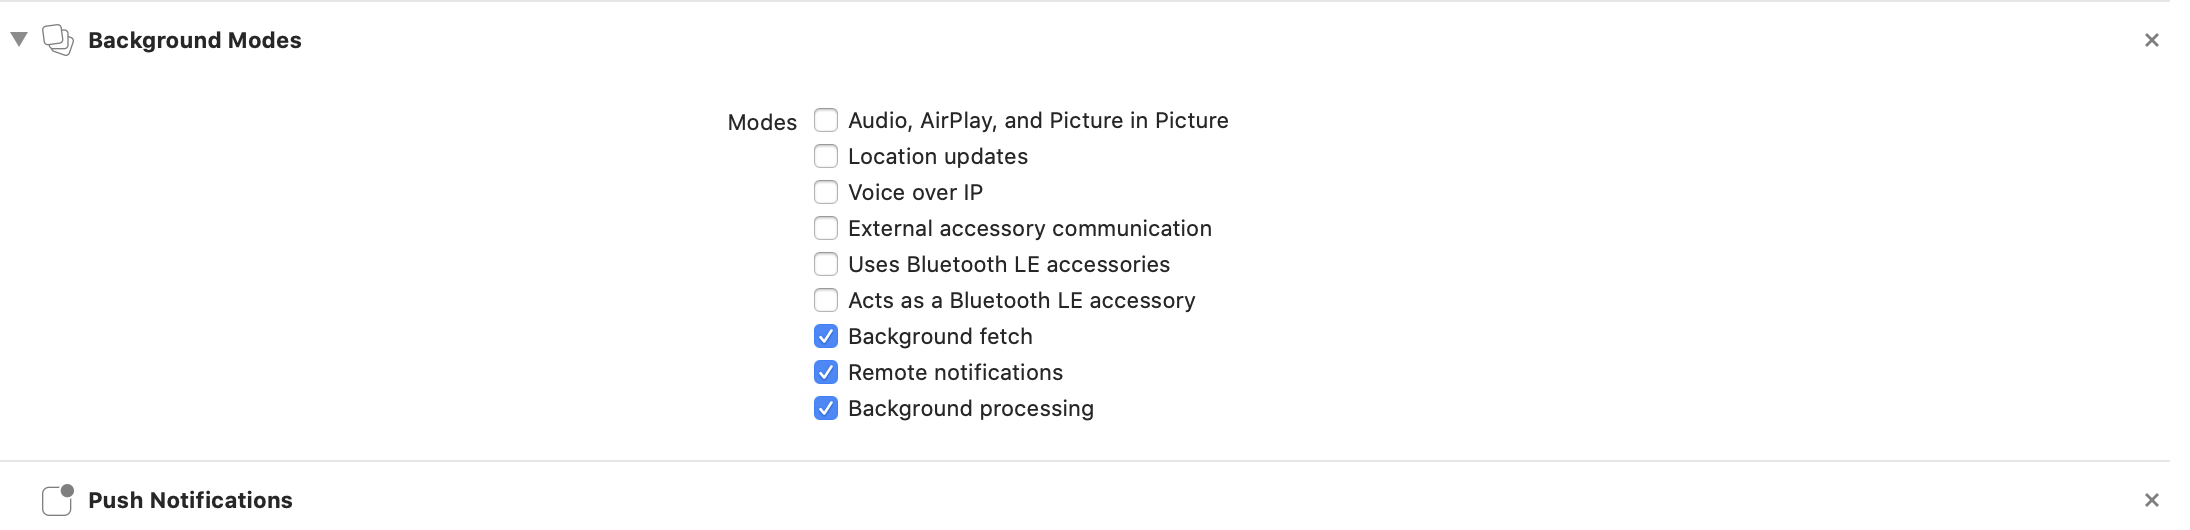 Background Modes
Modes
Audio, AirPlay, and Picture in Picture
Location updates
Voice over IP
External accessory communication
Uses Bluetooth LE accessories
Acts as a Bluetooth LE accessory
Background fetch
Remote notifications
Background processing
Push Notifications